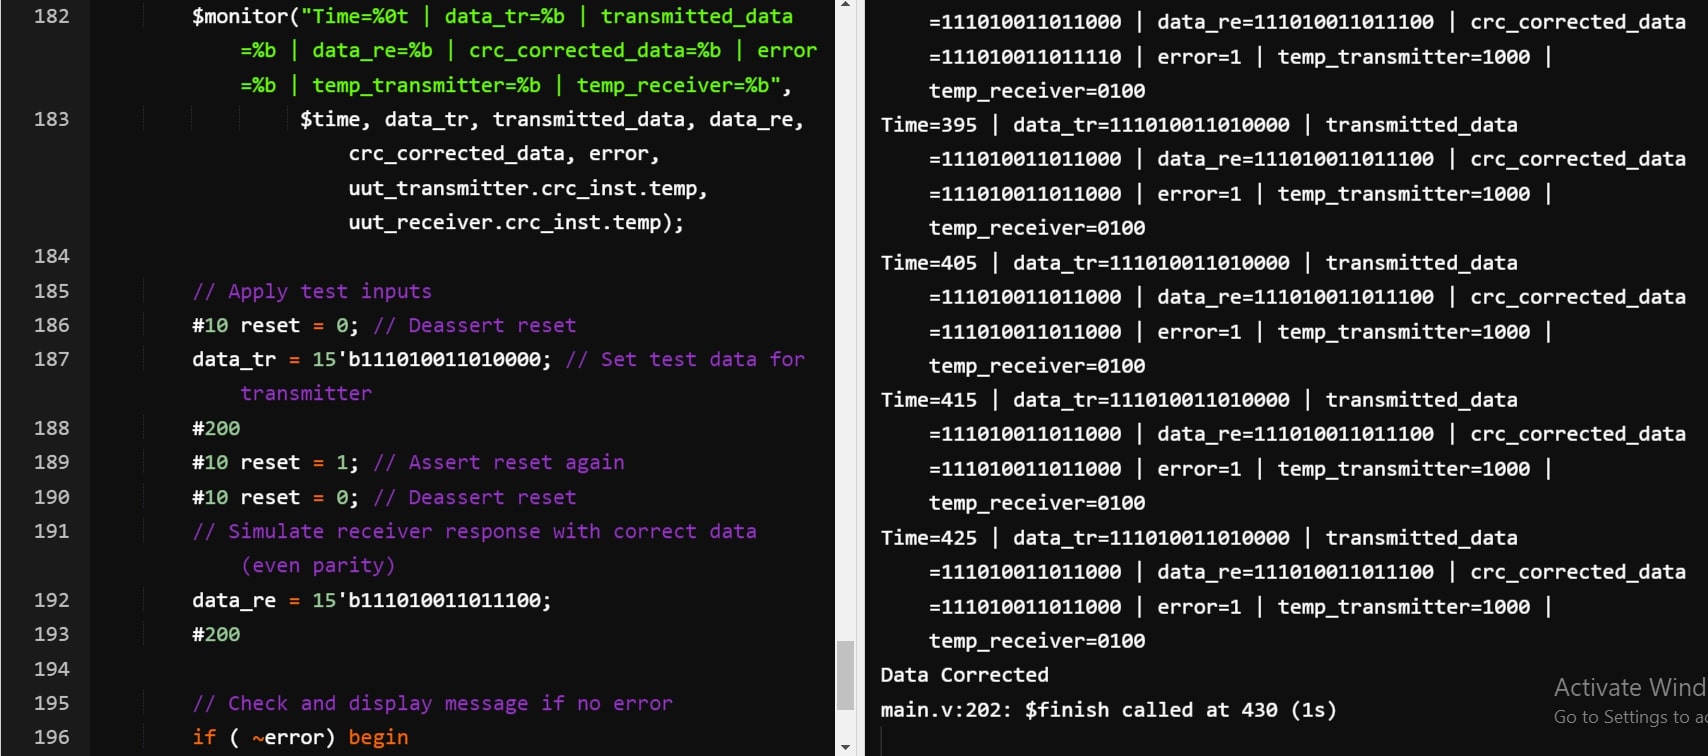 182 $monitor("Time=%0t | data_tr=%b | transmitted_data
=%b | data_re=%b | crc_corrected_data=%b | error
=%b | temp_transmitter=%b | temp_receiver=%b",
183 $time, data_tr, transmitted_data, data_re,
crc_corrected_data, error,
uut_transmitter.crc_inst.temp,
uut_receiver.crc_inst.temp);
184
185 // Apply test inputs
186 #10 reset = 0; // Deassert reset
187 data_tr = 15'b111010011010000; // Set test data for
transmitter
188 #200
189 #10 reset = 1; // Assert reset again
190 #10 reset = 0; // Deassert reset
191 // Simulate receiver response with correct data
(even parity)
192 data_re = 15'b111010011011100;
193 #200
194
195 // Check and display message if no error
196 if ( ~error) begin
=111010011011000 | data_re=111010011011100 | crc_corrected_data
=111010011011110 | error=1 | temp_transmitter=1000 |
temp_receiver=0100
Time=395 | data_tr=111010011010000 | transmitted_data
=111010011011000 | data_re=111010011011100 | crc_corrected_data
=111010011011000 | error=1 | temp_transmitter=1000 |
temp_receiver=0100
Time=405 | data_tr=111010011010000 | transmitted_data
=111010011011000 | data_re=111010011011100 | crc_corrected_data
=111010011011000 | error=1 | temp_transmitter=1000 |
temp_receiver=0100
Time=415 | data_tr=111010011010000 | transmitted_data
=111010011011000 | data_re=111010011011100 | crc_corrected_data
=111010011011000 | error=1 | temp_transmitter=1000 |
temp_receiver=0100
Time=425 | data_tr=111010011010000 | transmitted_data
=111010011011000 | data_re=111010011011100 | crc_corrected_data
=111010011011000 | error=1 | temp_transmitter=1000 |
temp_receiver=0100
Data Corrected
main.v:202: $finish called at 430 (1s)
Activate Wind
Go to Settings to a